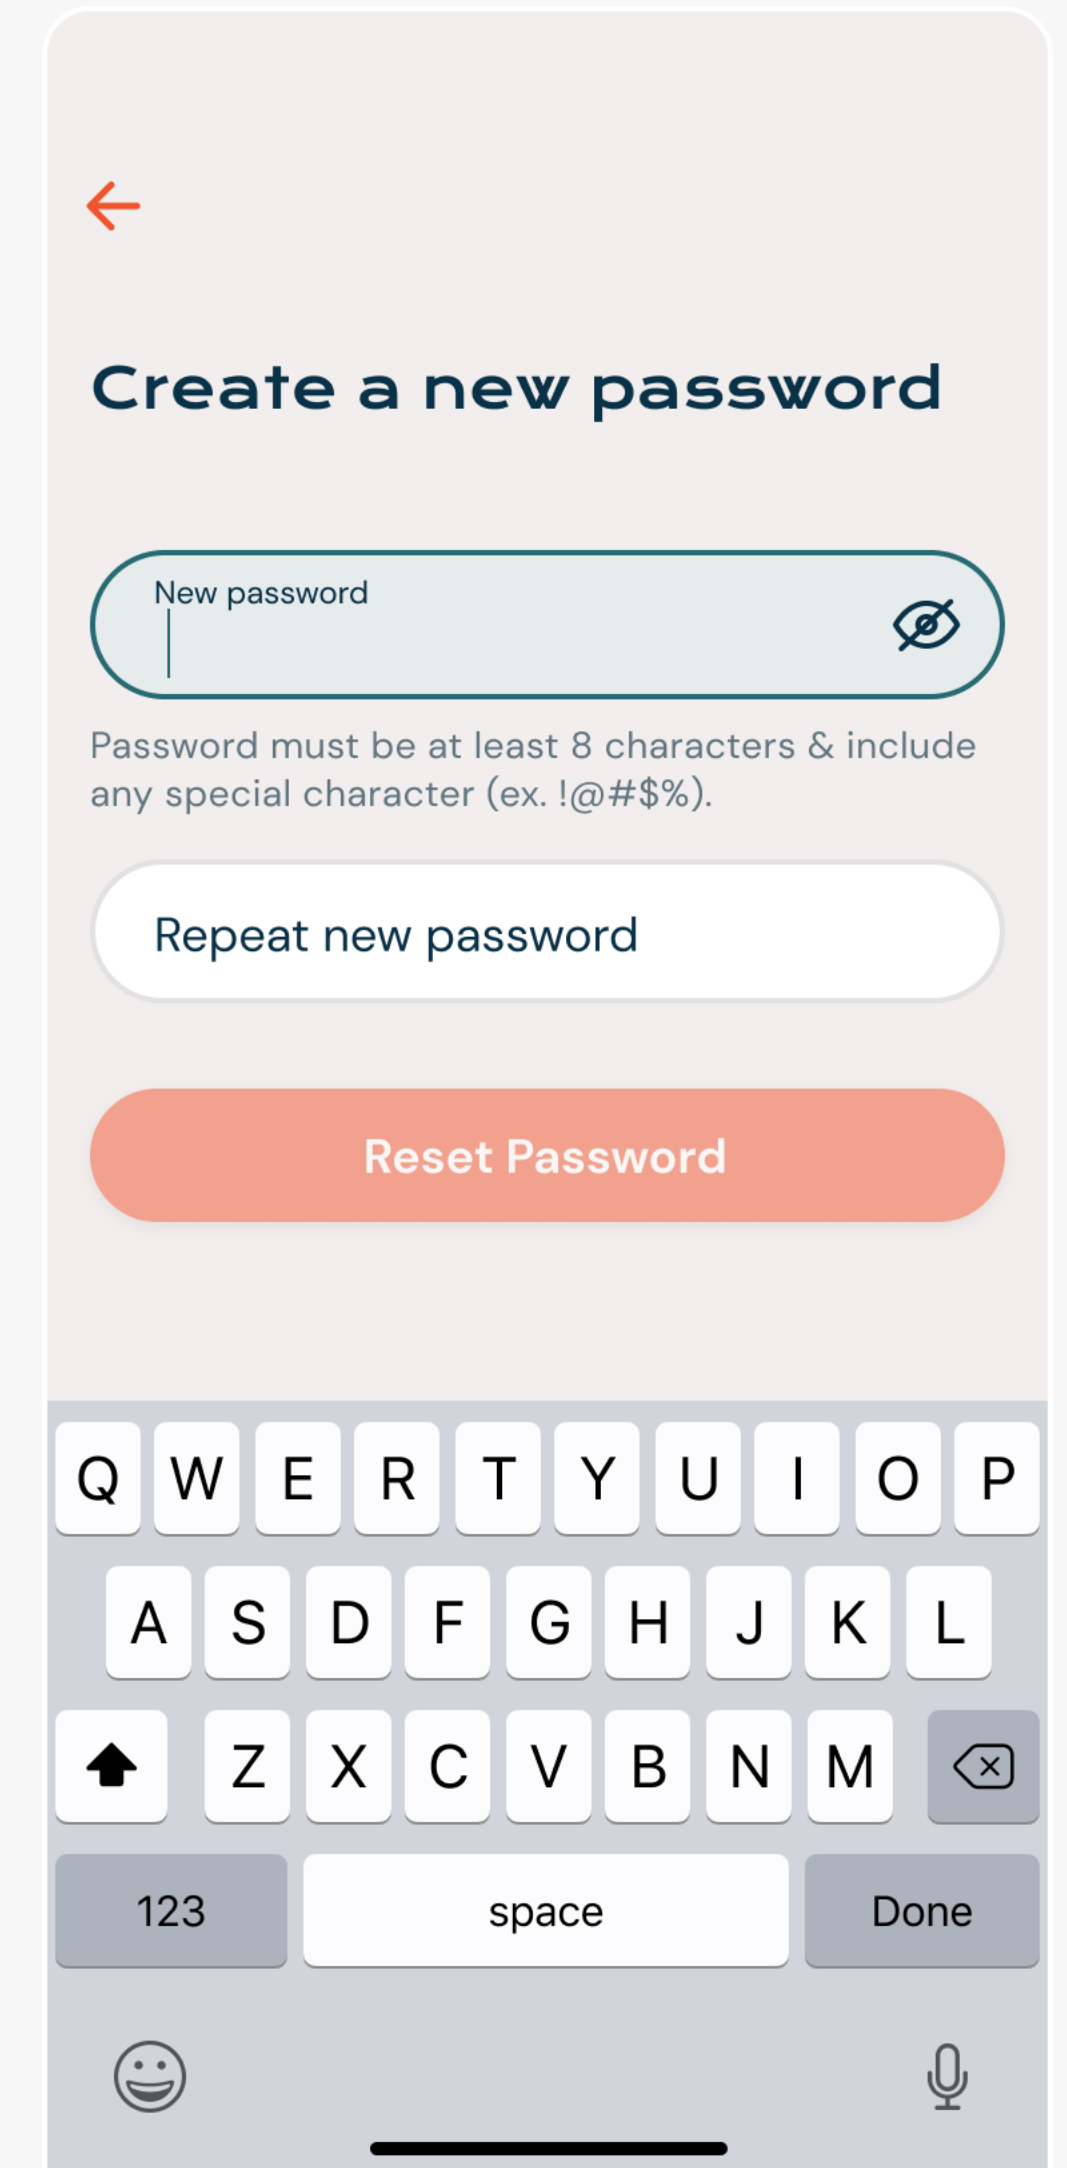 Create a new password
New password
Password must be at least 8 characters & include
any special character (ex. !@#$%).
Repeat new password
Reset Password
Q W E R T Y U I O P
A S D F G H J K L
Z X C V B N M
123 space Done